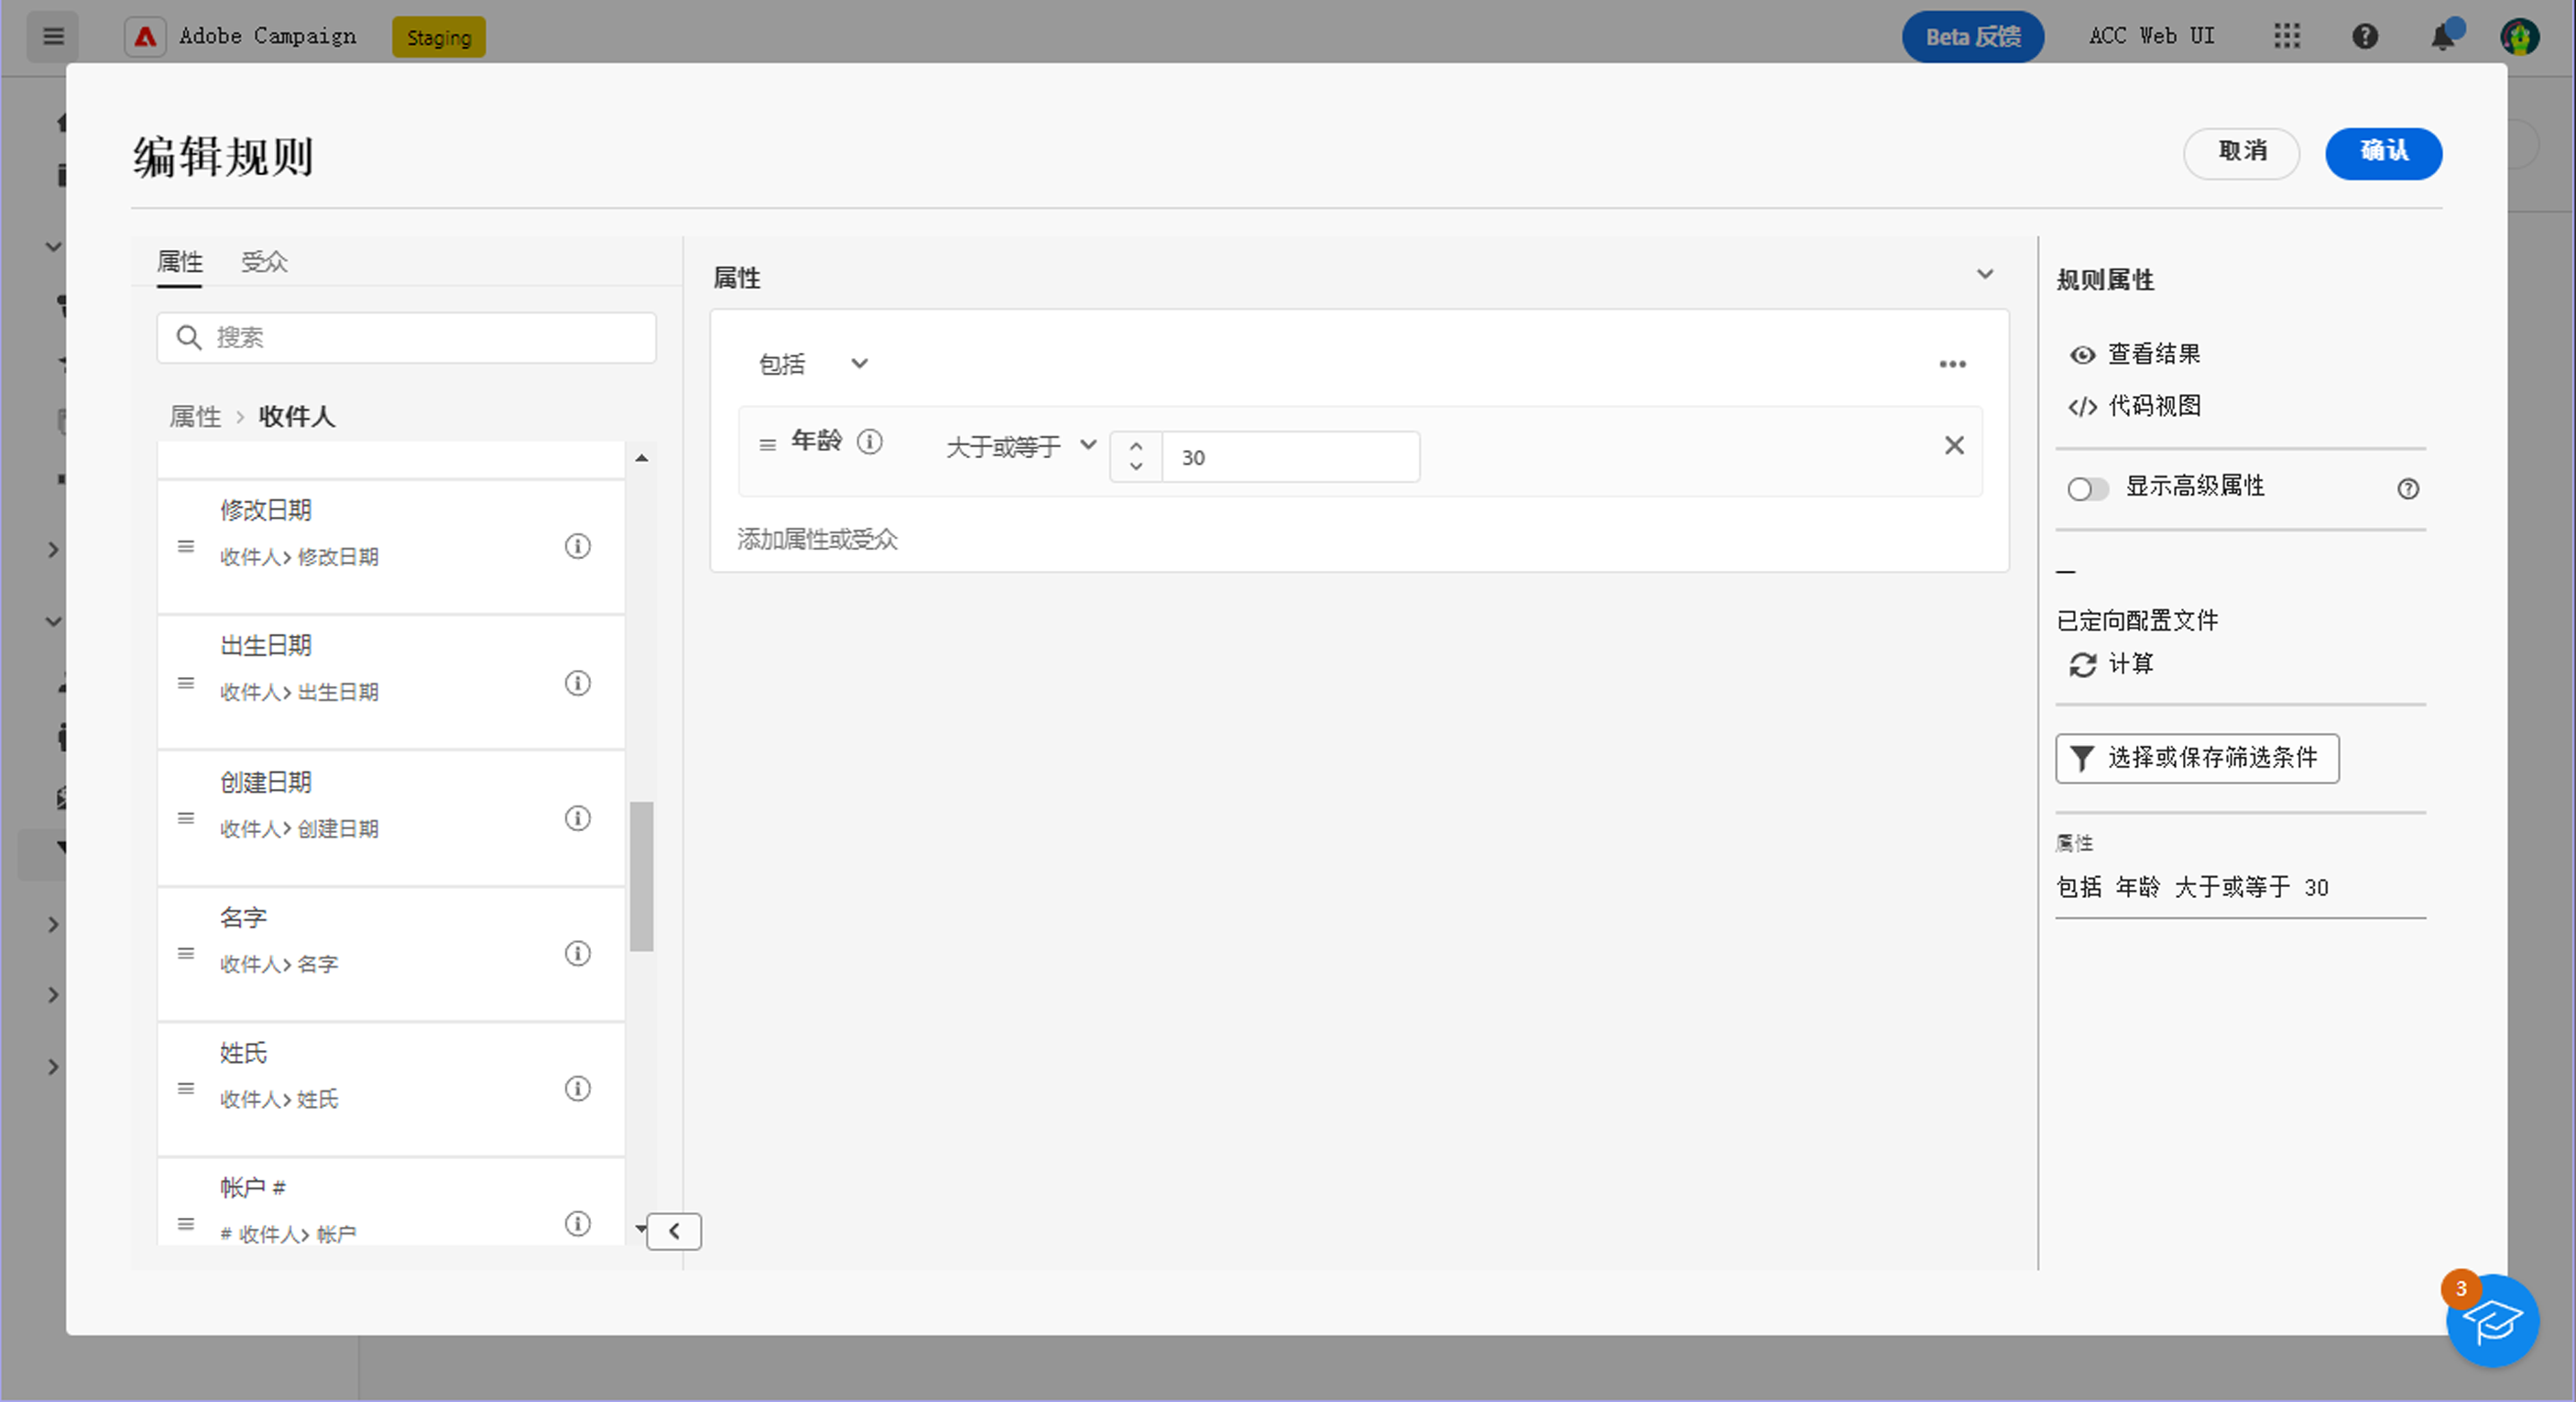 Adobe Campaign
Staging
Beta 反馈
ACC Web UI
编辑规则
取消
确认
属性
受众
搜索
属性 > 收件人
修改日期
收件人> 修改日期
出生日期
收件人> 出生日期
创建日期
收件人> 创建日期
名字
收件人> 名字
姓氏
收件人> 姓氏
帐户 #
# 收件人> 帐户
属性
包括
年龄
大于或等于
30
添加属性或受众
规则属性
查看结果
</> 代码视图
显示高级属性
—
已定向配置文件
计算
选择或保存筛选条件
属性
包括 年龄 大于或等于 30
3